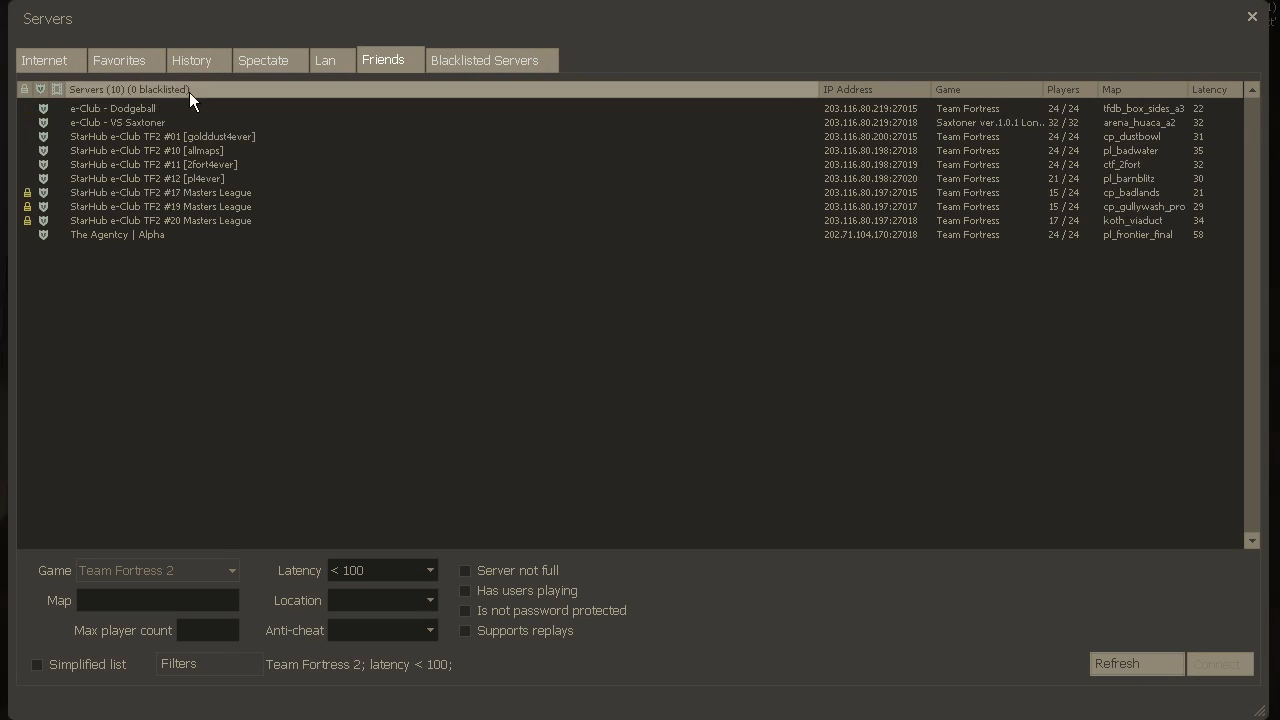 Servers
Internet Favorites History Spectate Lan Friends Blacklisted Servers
Servers (10) (0 blacklisted) IP Address Game Players Map Latency
e-Club - Dodgeball 203.116.80.219:27015 Team Fortress 24 / 24 tfdb_box_sides_a3 22
e-Club - VS Saxtoner 203.116.80.219:27018 Saxtoner ver.1.0.1 Lon.. 32 / 32 arena_huaca_a2 32
StarHub e-Club TF2 #01 [golddust4ever] 203.116.80.200:27015 Team Fortress 24 / 24 cp_dustbowl 31
StarHub e-Club TF2 #10 [allmaps] 203.116.80.198:27018 Team Fortress 24 / 24 pl_badwater 35
StarHub e-Club TF2 #11 [2fort4ever] 203.116.80.198:27019 Team Fortress 24 / 24 ctf_2fort 32
StarHub e-Club TF2 #12 [pl4ever] 203.116.80.198:27020 Team Fortress 21 / 24 pl_barnblitz 30
StarHub e-Club TF2 #17 Masters League 203.116.80.197:27015 Team Fortress 15 / 24 cp_badlands 21
StarHub e-Club TF2 #19 Masters League 203.116.80.197:27017 Team Fortress 15 / 24 cp_gullywash_pro 29
StarHub e-Club TF2 #20 Masters League 203.116.80.197:27018 Team Fortress 17 / 24 koth_viaduct 34
The Agentcy | Alpha 202.71.104.170:27018 Team Fortress 24 / 24 pl_frontier_final 58
Game Team Fortress 2 Latency < 100 Server not full
Has users playing
Map Location Is not password protected
Max player count Anti-cheat Supports replays
Simplified list Filters Team Fortress 2; latency < 100; Refresh Connect